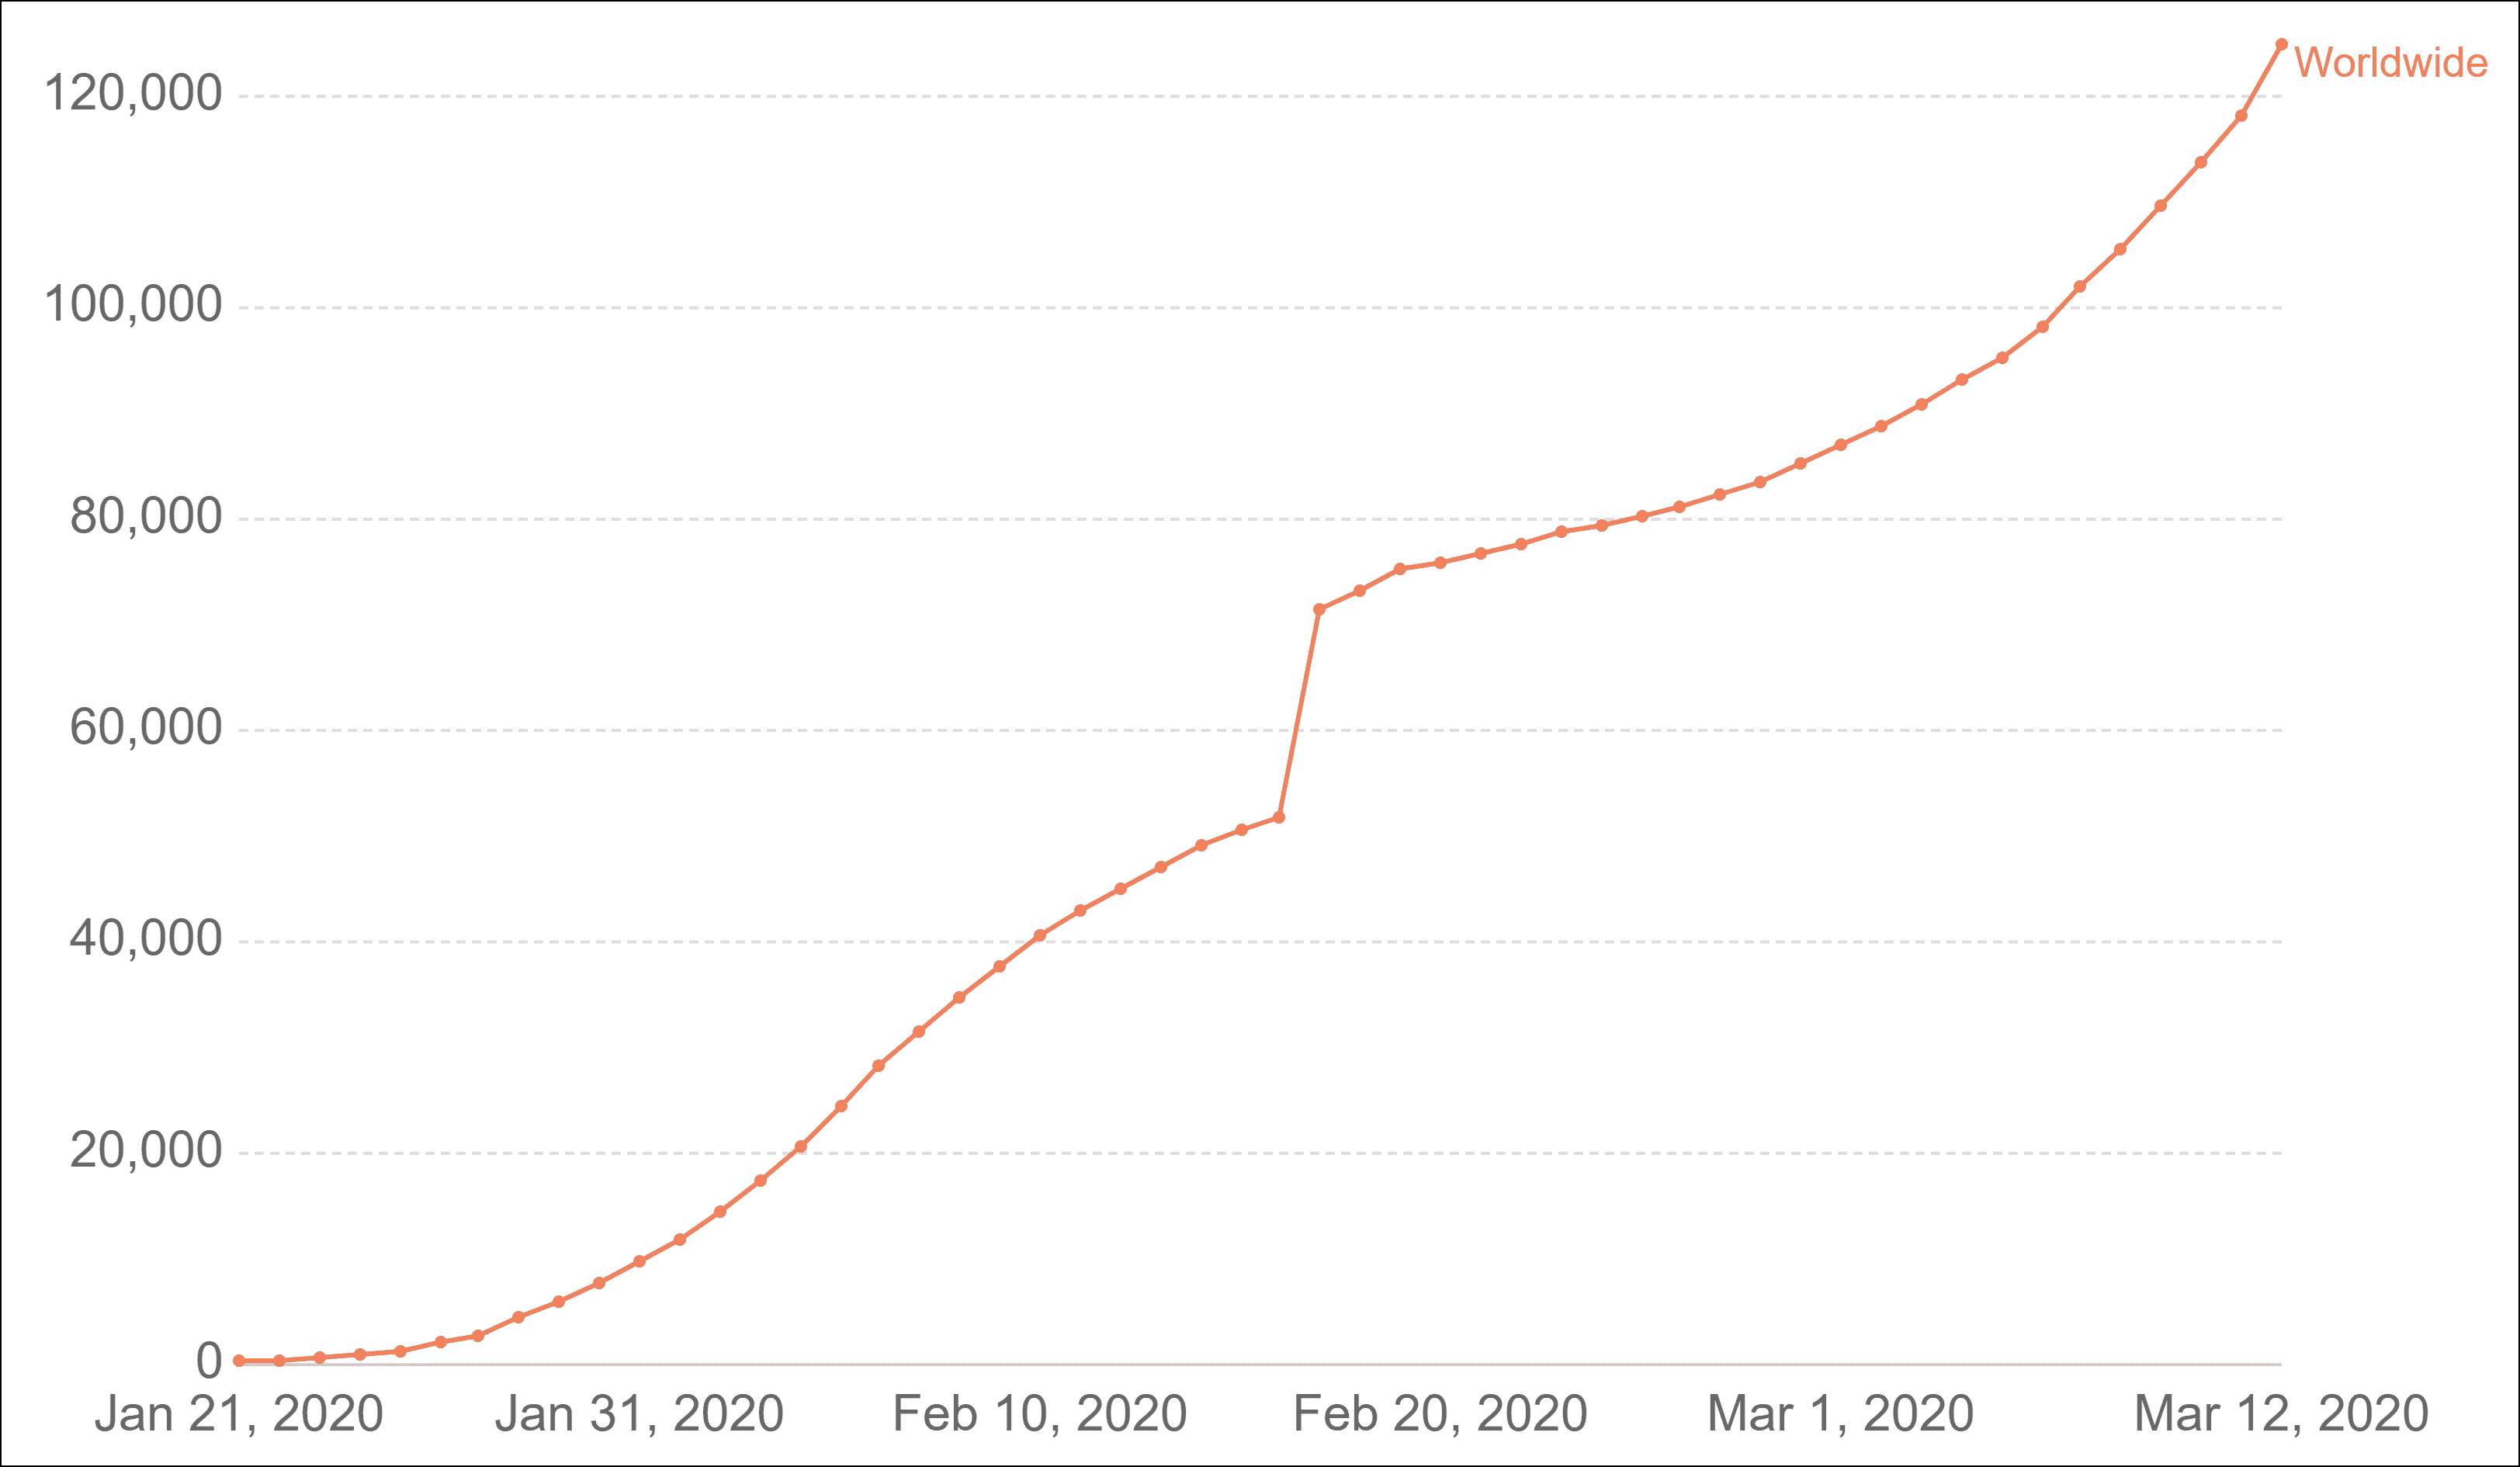 120,000
Worldwide
100,000
80,000
60,000
40,000
20,000
0
Jan 21, 2020
Jan 31, 2020
Feb 10, 2020
Feb 20, 2020
Mar 1, 2020
Mar 12, 2020